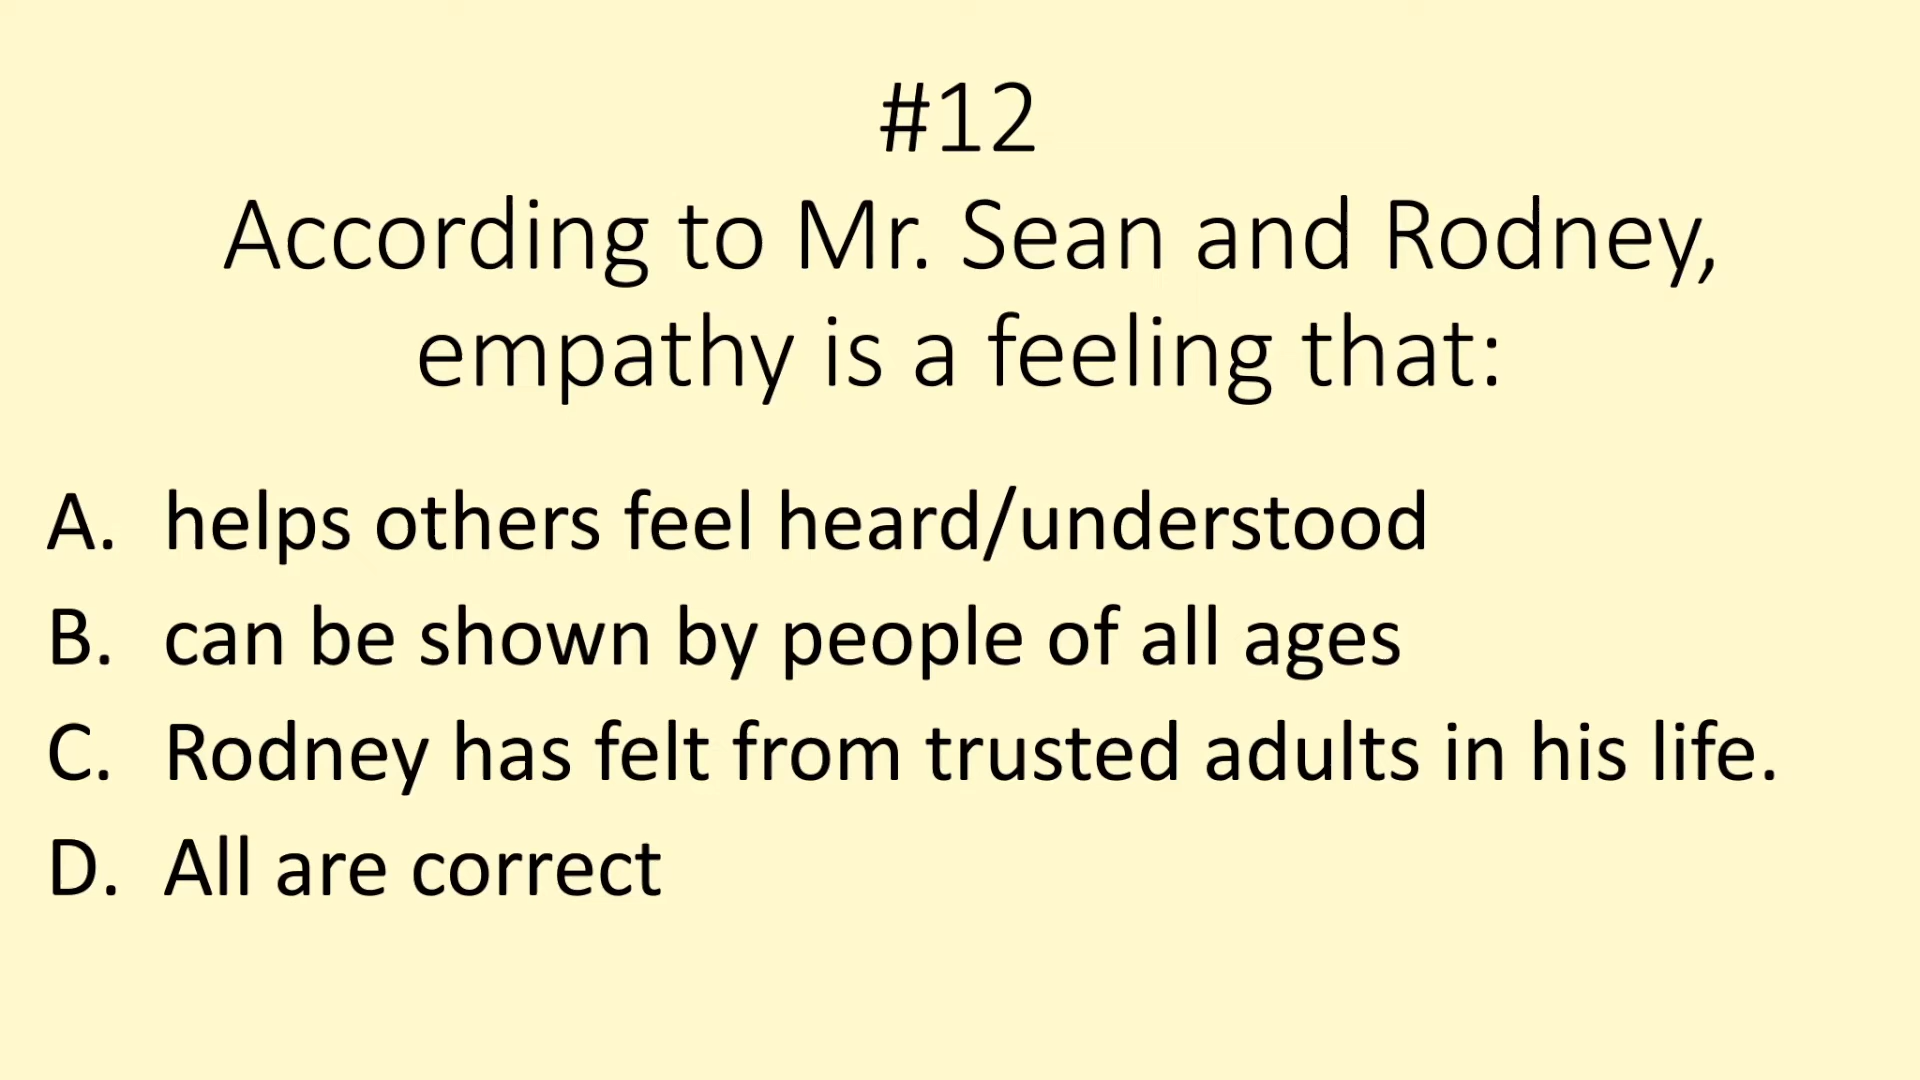 #12
According to Mr. Sean and Rodney,
empathy is a feeling that:
A. helps others feel heard/understood
B. can be shown by people of all ages
C. Rodney has felt from trusted adults in his life.
D. All are correct